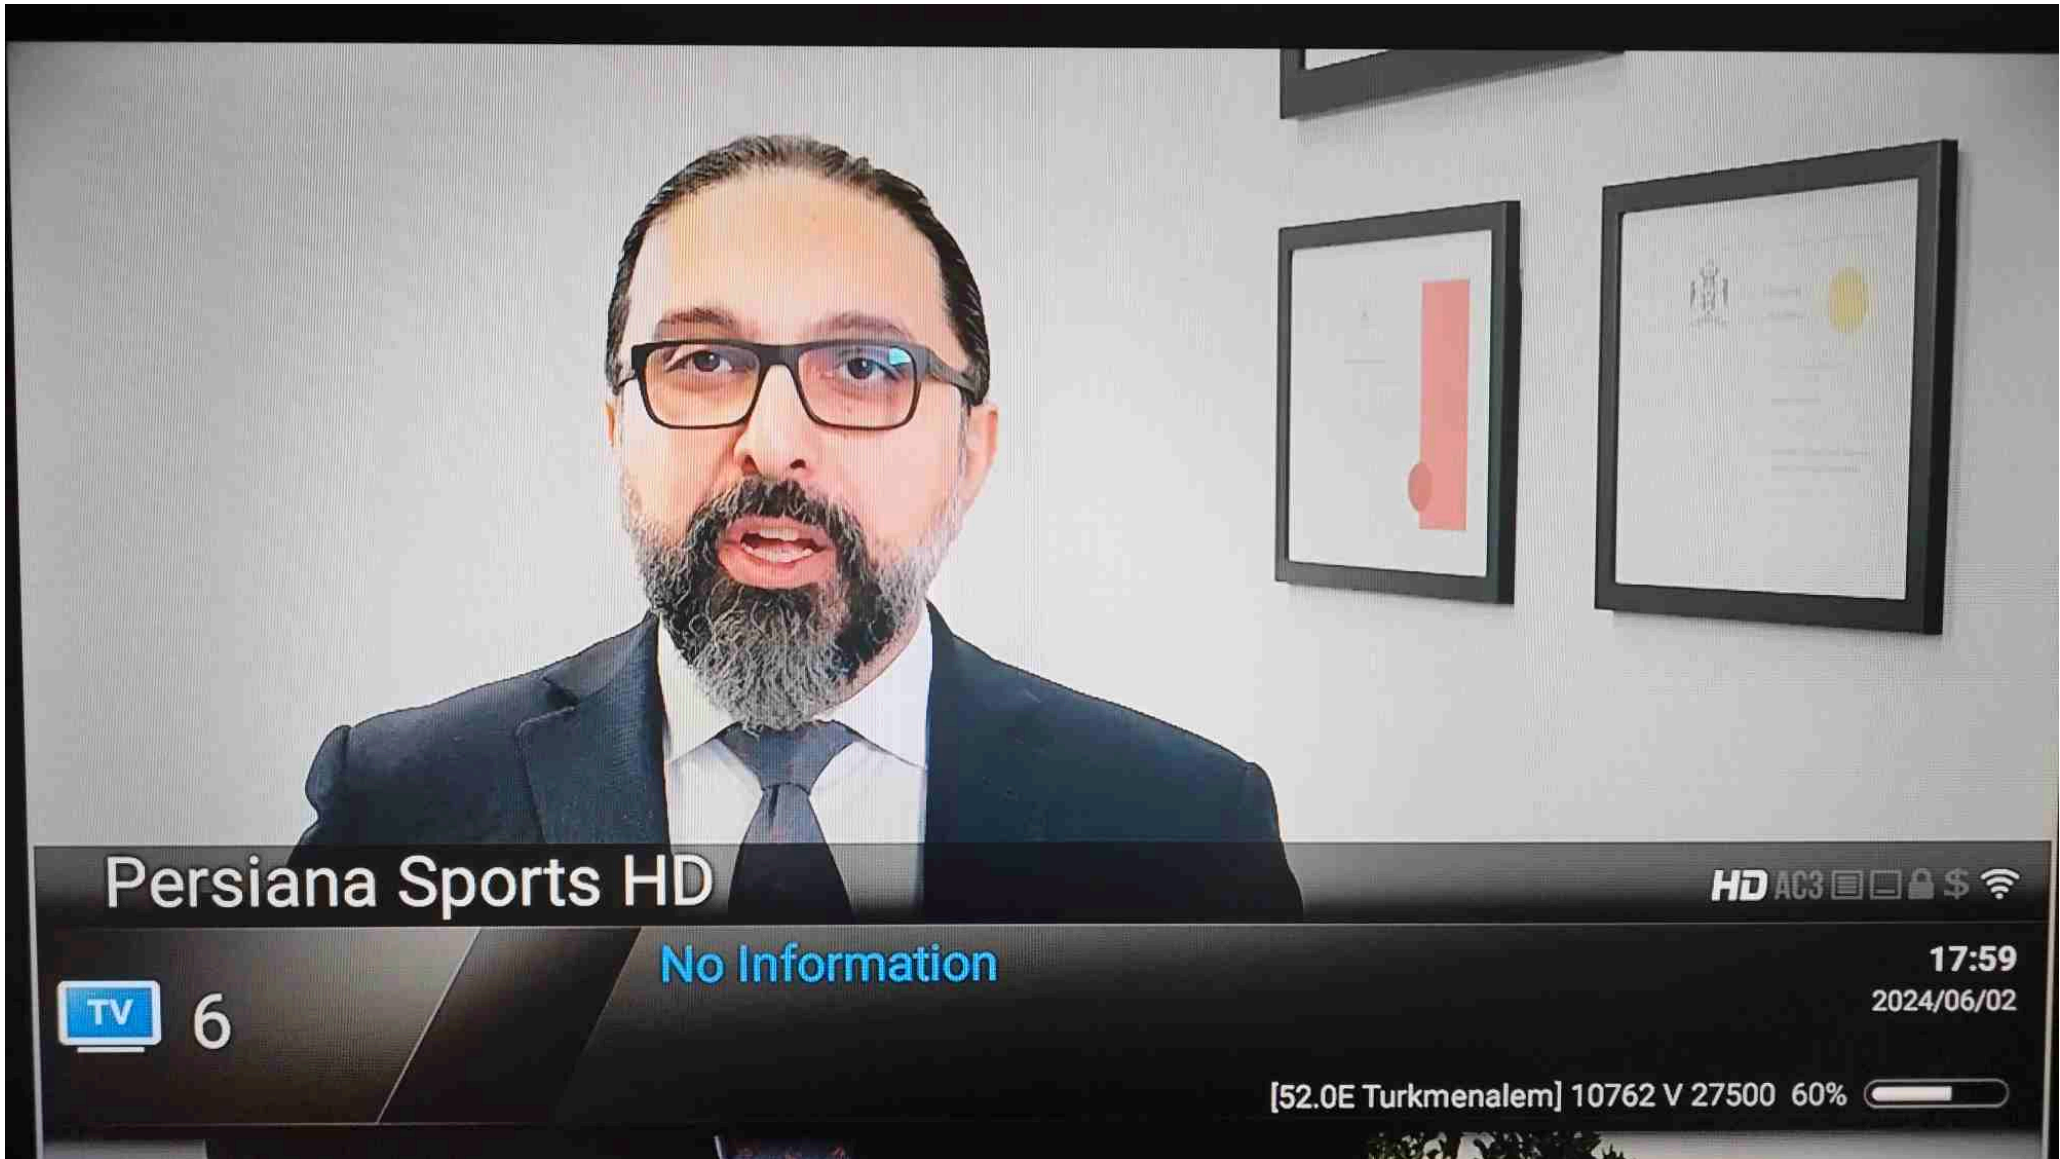 Persiana Sports HD
HD AC3 $
No Information
17:59
TV 6
2024/06/02
[52.0E Turkmenalem] 10762 V 27500 60%